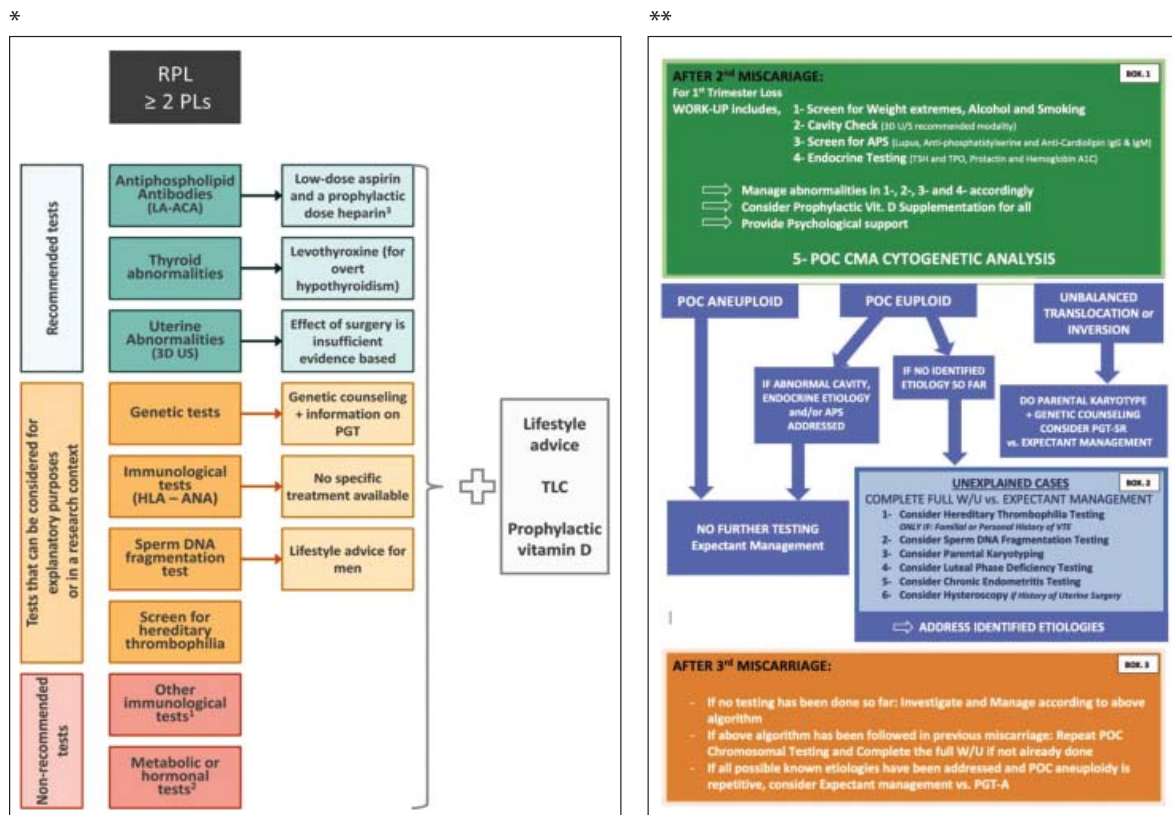 *
RPL
≥ 2 PLs
Recommended tests
Antiphospholipid
Antibodies
(LA-ACA)
Low-dose aspirin
and a prophylactic
dose heparin³
Thyroid
abnormalities
Levothyroxine (for
overt
hypothyroidism)
Uterine
Abnormalities
(3D US)
Effect of surgery is
insufficient
evidence based
Tests that can be considered for
explanatory purposes
or in a research context
Genetic tests
Genetic counseling
+ information on
PGT
Immunological
tests
(HLA – ANA)
No specific
treatment available
Sperm DNA
fragmentation
test
Lifestyle advice for
men
Screen for
hereditary
thrombophilia
Non-recommended
tests
Other
immunological
tests¹
Metabolic or
hormonal
tests²
Lifestyle
advice
TLC
Prophylactic
vitamin D
**
BOX. 1
AFTER 2nd MISCARIAGE:
For 1st Trimester Loss
WORK-UP includes, 1- Screen for Weight extremes, Alcohol and Smoking
2- Cavity Check (3D U/S recommended modality)
3- Screen for APS (Lupus, Anti-phosphatidylserine and Anti-Cardiolipin IgG & IgM)
4- Endocrine Testing (TSH and TPO, Prolactin and Hemoglobin A1C)
Manage abnormalities in 1-, 2-, 3- and 4- accordingly
Consider Prophylactic Vit. D Supplementation for all
Provide Psychological support
5- POC CMA CYTOGENETIC ANALYSIS
POC ANEUPLOID
POC EUPLOID
UNBALANCED
TRANSLOCATION or
INVERSION
IF ABNORMAL CAVITY,
ENDOCRINE ETIOLOGY
and/or APS
ADDRESSED
IF NO IDENTIFIED
ETIOLOGY SO FAR
DO PARENTAL KARYOTYPE
+ GENETIC COUNSELING
CONSIDER PGT-SR
vs. EXPECTANT MANAGEMENT
NO FURTHER TESTING
Expectant Management
BOX. 2
UNEXPLAINED CASES
COMPLETE FULL W/U vs. EXPECTANT MANAGEMENT
1- Consider Hereditary Thrombophilia Testing
ONLY IF: Familial or Personal History of VTE
2- Consider Sperm DNA Fragmentation Testing
3- Consider Parental Karyotyping
4- Consider Luteal Phase Deficiency Testing
5- Consider Chronic Endometritis Testing
6- Consider Hysteroscopy if History of Uterine Surgery
ADDRESS IDENTIFIED ETIOLOGIES
BOX. 3
AFTER 3rd MISCARRIAGE:
- If no testing has been done so far: Investigate and Manage according to above
algorithm
- If above algorithm has been followed in previous miscarriage: Repeat POC
Chromosomal Testing and Complete the full W/U if not already done
- If all possible known etiologies have been addressed and POC aneuploidy is
repetitive, consider Expectant management vs. PGT-A